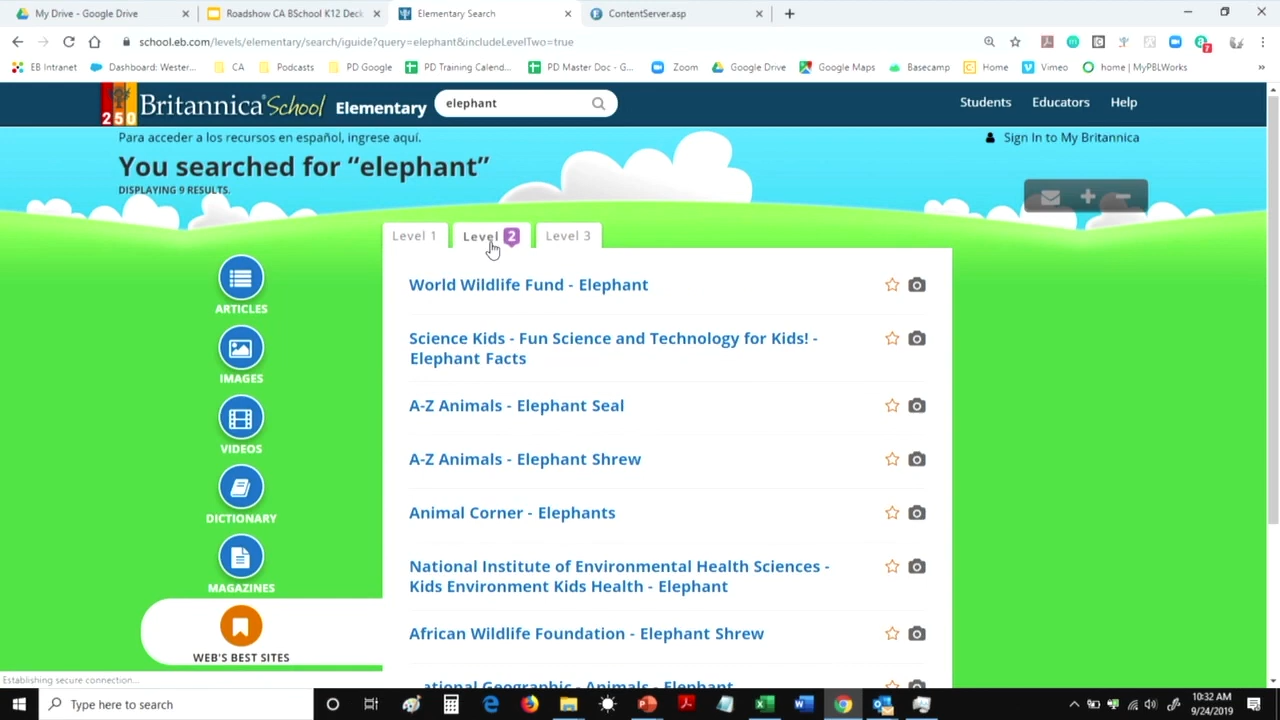 My Drive - Google Drive
Roadshow CA BSchool K12 Deck
Elementary Search
ContentServer.asp
school.eb.com/levels/elementary/search/iguide?query=elephant&includeLevelTwo=true
EB Intranet
Dashboard: Wester...
CA
Podcasts
PD Google
PD Training Calend...
PD Master Doc - G...
Zoom
Google Drive
Google Maps
Basecamp
Home
Vimeo
home | MyPBLWorks
250
Britannica School Elementary
elephant
Students
Educators
Help
Para acceder a los recursos en español, ingrese aquí.
Sign In to My Britannica
You searched for “elephant”
DISPLAYING 9 RESULTS.
Level 1
Level 2
Level 3
ARTICLES
IMAGES
VIDEOS
DICTIONARY
MAGAZINES
WEB'S BEST SITES
World Wildlife Fund - Elephant
Science Kids - Fun Science and Technology for Kids! -
Elephant Facts
A-Z Animals - Elephant Seal
A-Z Animals - Elephant Shrew
Animal Corner - Elephants
National Institute of Environmental Health Sciences -
Kids Environment Kids Health - Elephant
African Wildlife Foundation - Elephant Shrew
Geographic - Animals - Elephant
Establishing secure connection...
Type here to search
10:32 AM
9/24/2019